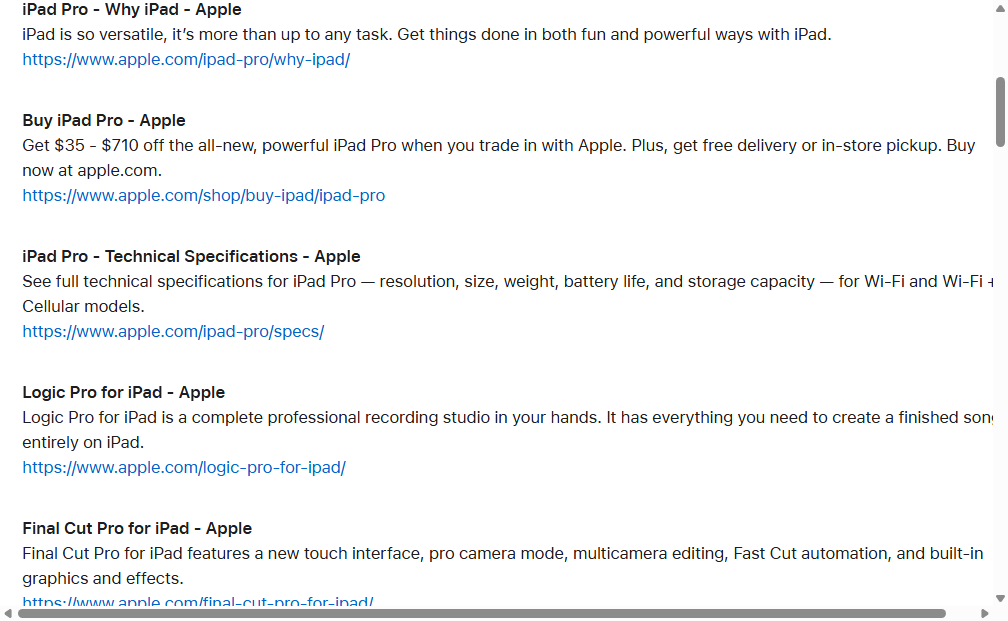 iPad Pro - Why iPad - Apple
iPad is so versatile, it’s more than up to any task. Get things done in both fun and powerful ways with iPad.
https://www.apple.com/ipad-pro/why-ipad/
Buy iPad Pro - Apple
Get $35 - $710 off the all-new, powerful iPad Pro when you trade in with Apple. Plus, get free delivery or in-store pickup. Buy
now at apple.com.
https://www.apple.com/shop/buy-ipad/ipad-pro
iPad Pro - Technical Specifications - Apple
See full technical specifications for iPad Pro — resolution, size, weight, battery life, and storage capacity — for Wi-Fi and Wi-Fi +
Cellular models.
https://www.apple.com/ipad-pro/specs/
Logic Pro for iPad - Apple
Logic Pro for iPad is a complete professional recording studio in your hands. It has everything you need to create a finished song
entirely on iPad.
https://www.apple.com/logic-pro-for-ipad/
Final Cut Pro for iPad - Apple
Final Cut Pro for iPad features a new touch interface, pro camera mode, multicamera editing, Fast Cut automation, and built-in
graphics and effects.
https://www.apple.com/final-cut-pro-for-ipad/